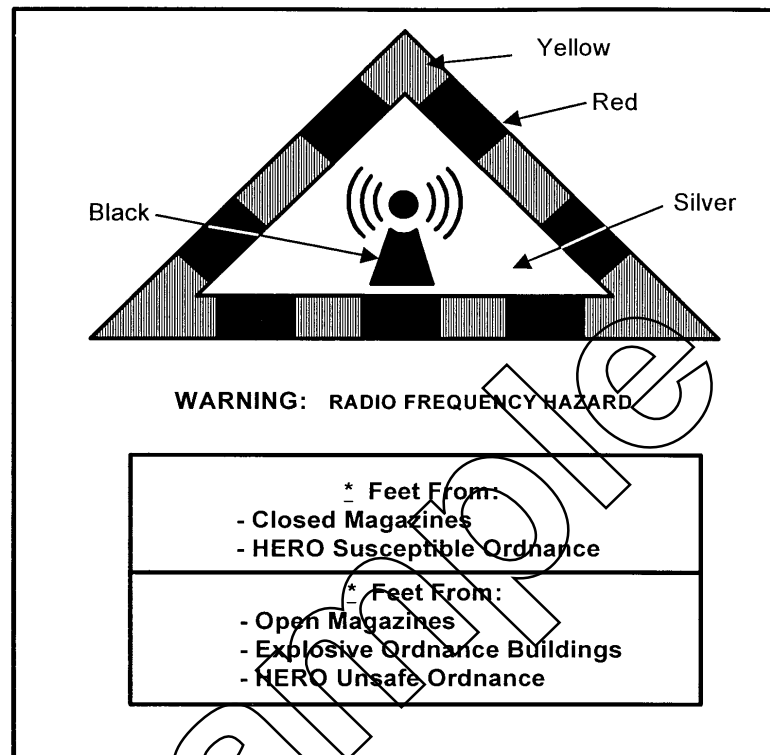 Yellow
Red
Black
Silver
WARNING: RADIO FREQUENCY HAZARD
* Feet From:
- Closed Magazines
- HERO Susceptible Ordnance
* Feet From:
- Open Magazines
- Explosive Ordnance Buildings
- HERO Unsafe Ordnance